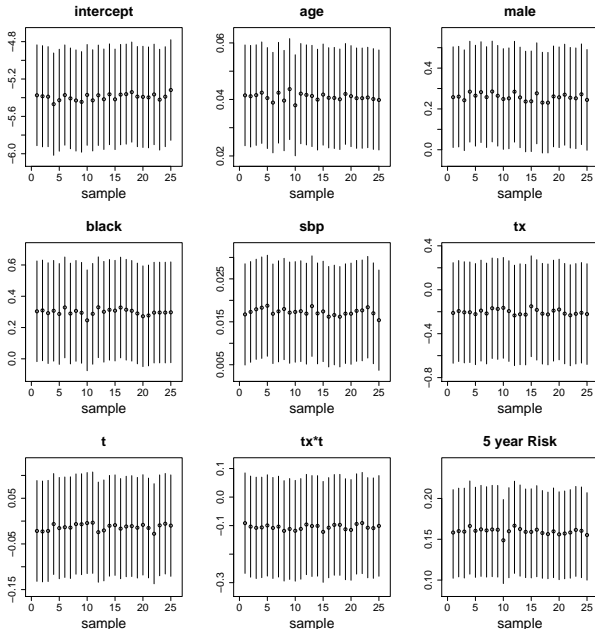 intercept
−4.8
−5.2
−5.6
−6.0
0 5 10 15 20 25
sample
age
0.06
0.04
0.02
0 5 10 15 20 25
sample
male
0.4
0.2
0.0
0 5 10 15 20 25
sample
black
0.6
0.4
0.2
0.0
0 5 10 15 20 25
sample
sbp
0.025
0.015
0.005
0 5 10 15 20 25
sample
tx
0.4
0.0
−0.4
−0.8
0 5 10 15 20 25
sample
t
0.05
−0.05
−0.15
0 5 10 15 20 25
sample
tx*t
0.1
0.0
−0.1
−0.3
0 5 10 15 20 25
sample
5 year Risk
0.20
0.15
0.10
0 5 10 15 20 25
sample